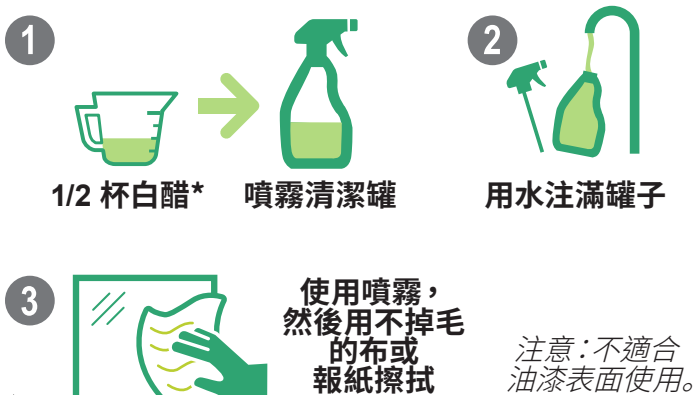 1
2
1/2 杯白醋*
噴霧清潔罐
用水注滿罐子
3
使用噴霧，
然後用不掉毛
的布或
報紙擦拭
注意：不適合
油漆表面使用。